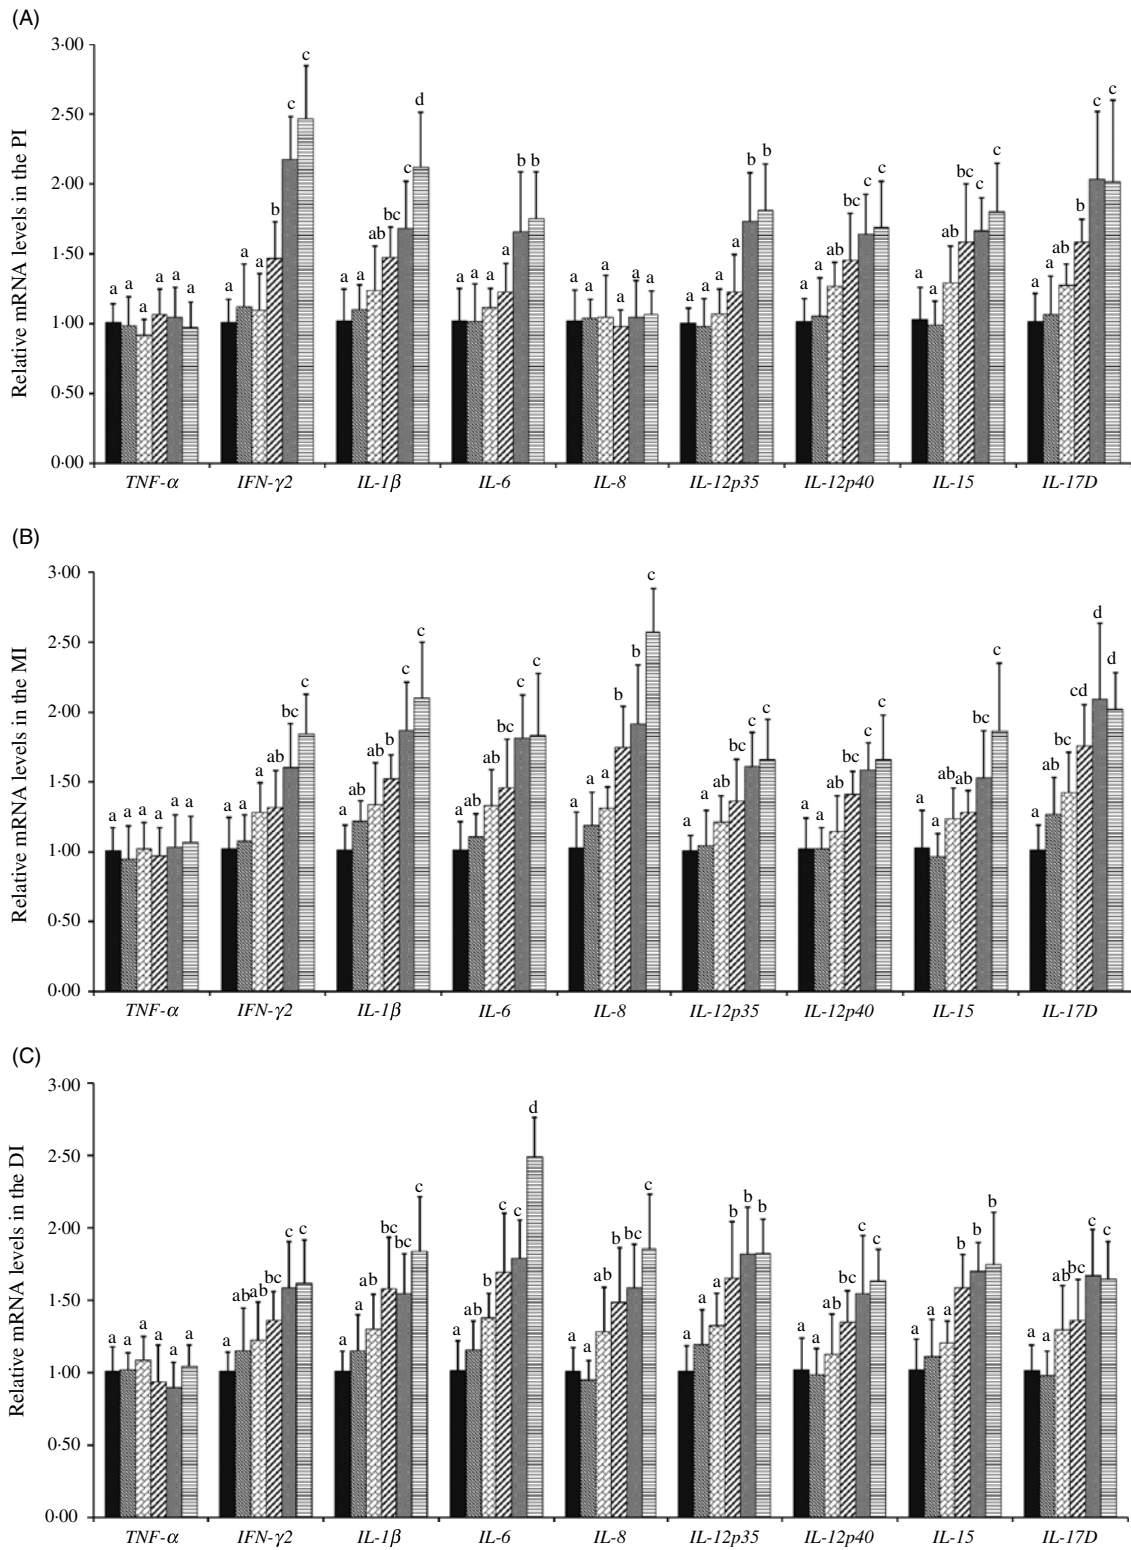 (A)
Relative mRNA levels in the PI
3·00
2·50
2·00
1·50
1·00
0·50
0·00
a a a a a a
a a a b c c
a a ab bc c d
a a a a b b
a a a a a a
a a a a b b
a a ab bc c c
a a ab bc c c
a a ab b c c
TNF-α IFN-γ2 IL-1β IL-6 IL-8 IL-12p35 IL-12p40 IL-15 IL-17D
(B)
Relative mRNA levels in the MI
3·00
2·50
2·00
1·50
1·00
0·50
0·00
a a a a a a
a a a ab bc c
a ab ab b c c
a ab ab bc c c
a a a b b c
a a ab bc c c
a a ab bc c c
a a ab ab bc c
a ab bc cd d d
TNF-α IFN-γ2 IL-1β IL-6 IL-8 IL-12p35 IL-12p40 IL-15 IL-17D
(C)
Relative mRNA levels in the DI
3·00
2·50
2·00
1·50
1·00
0·50
0·00
a a a a a a
a ab ab bc c c
a a ab bc bc c
a a b c c d
a a ab b bc c
a a a b b b
a a ab bc c c
a a a b b b
a a ab bc c c
TNF-α IFN-γ2 IL-1β IL-6 IL-8 IL-12p35 IL-12p40 IL-15 IL-17D